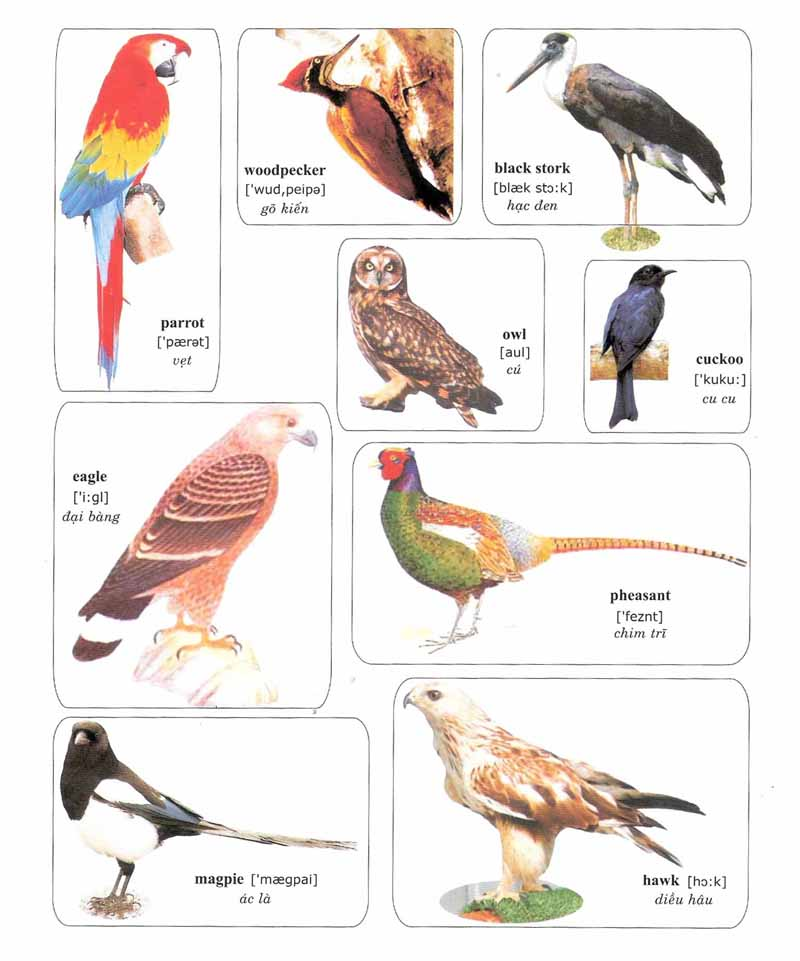 woodpecker
['wud,peipə]
gõ kiến
black stork
[blæk stɔ:k]
hạc đen
parrot
['pærət]
vẹt
owl
[aul]
cú
cuckoo
['kuku:]
cu cu
eagle
['i:gl]
đại bàng
pheasant
['feznt]
chim trĩ
magpie ['mægpai]
ác là
hawk [hɔ:k]
diều hâu